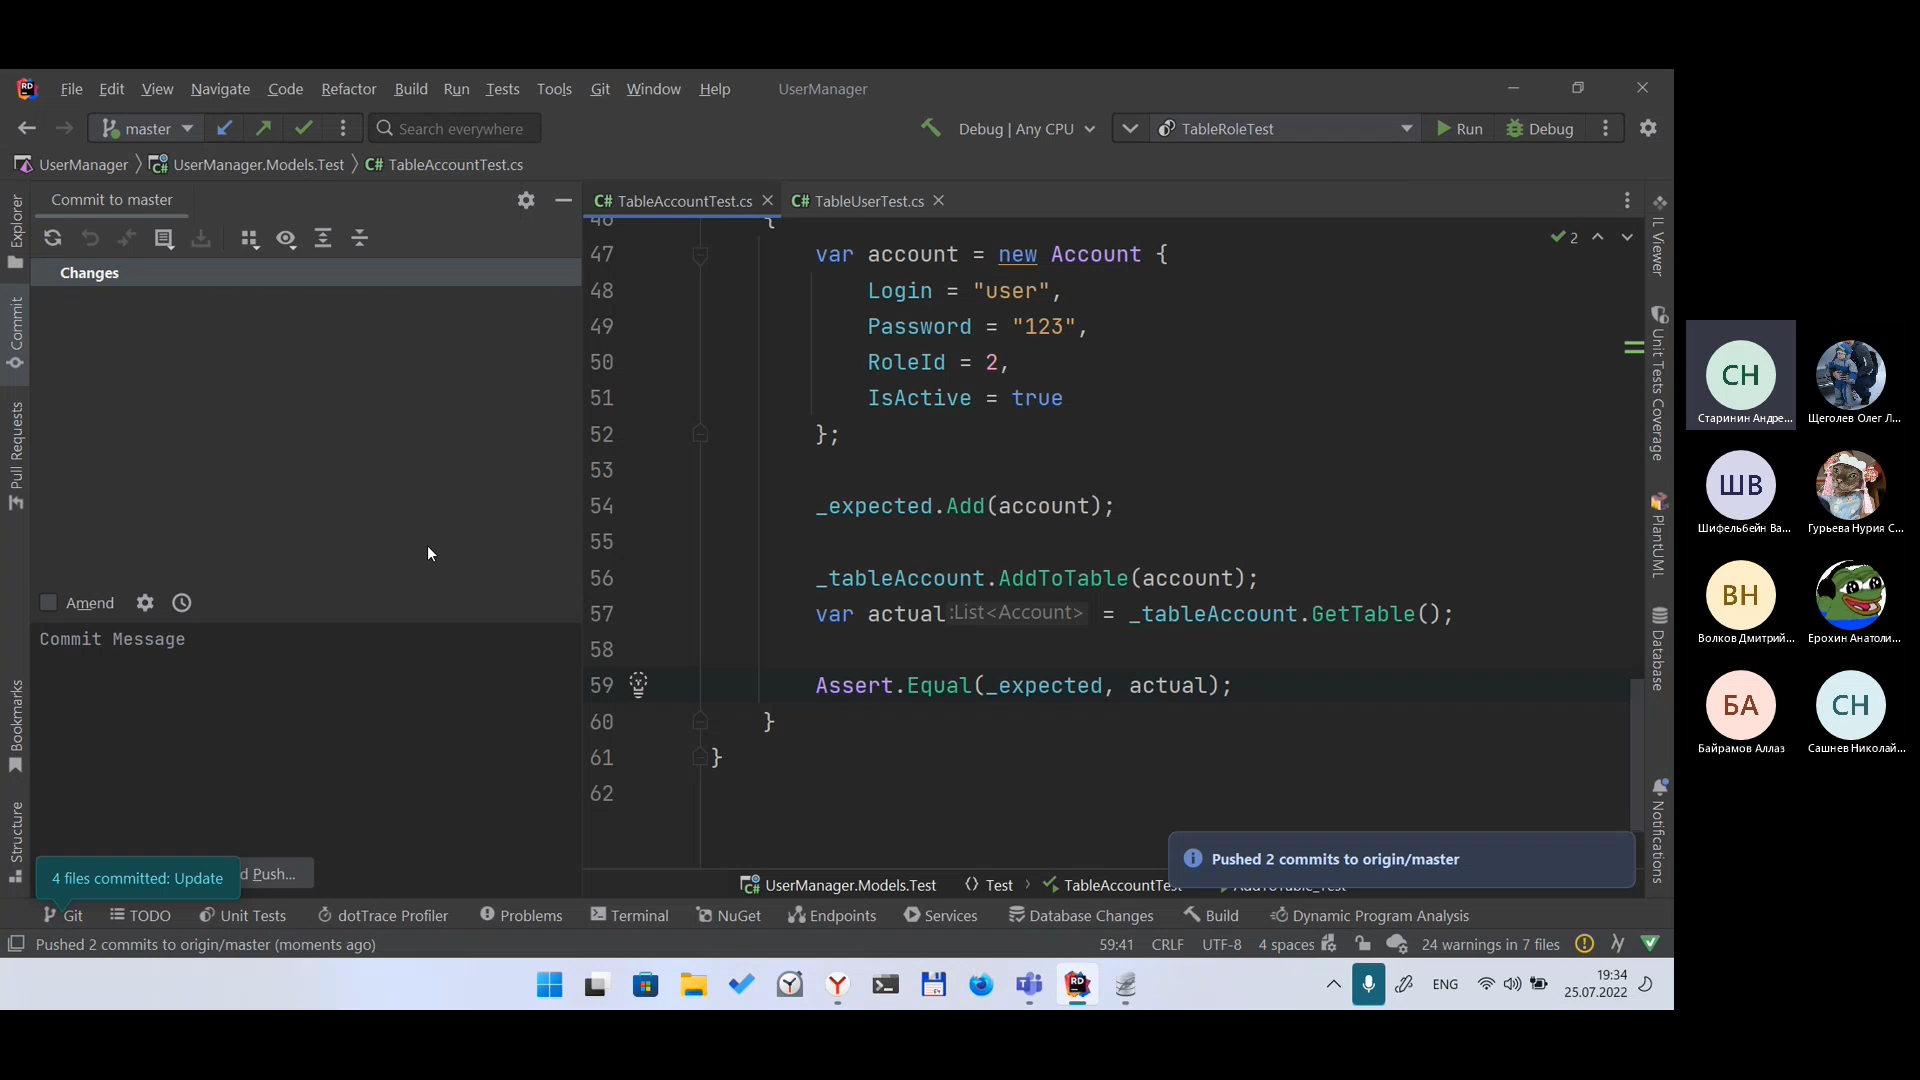 File Edit View Navigate Code Refactor Build Run Tests Tools Git Window Help UserManager
master Search everywhere Debug | Any CPU TableRoleTest Run Debug
UserManager UserManager.Models.Test C# TableAccountTest.cs
Commit to master
C# TableAccountTest.cs C# TableUserTest.cs
Changes
2
46 {
47 var account = new Account {
48 Login = "user",
49 Password = "123",
50 RoleId = 2,
51 IsActive = true
52 };
53
54 _expected.Add(account);
55
56 _tableAccount.AddToTable(account);
57 var actual :List<Account> = _tableAccount.GetTable();
58
59 Assert.Equal(_expected, actual);
60 }
61 }
62
Explorer
Commit
Pull Requests
Bookmarks
Structure
Amend
Commit Message
4 files committed: Update
d Push...
IL Viewer
Unit Tests Coverage
PlantUML
Database
Notifications
Pushed 2 commits to origin/master
UserManager.Models.Test Test TableAccountTest
Git TODO Unit Tests dotTrace Profiler Problems Terminal NuGet Endpoints Services Database Changes Build Dynamic Program Analysis
Pushed 2 commits to origin/master (moments ago) 59:41 CRLF UTF-8 4 spaces 24 warnings in 7 files
ENG 19:34
25.07.2022
СН
Старинин Андре...
Щеголев Олег Л...
ШВ
Шифельбейн Ва...
Гурьева Нурия С...
ВН
Волков Дмитрий...
Ерохин Анатоли...
БА
Байрамов Аллаз
СН
Сашнев Николай...